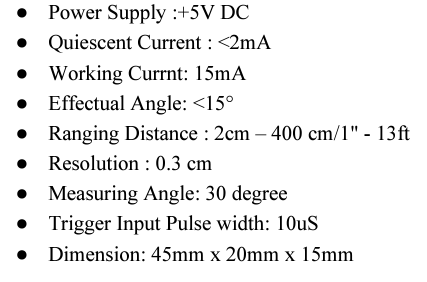 ● Power Supply :+5V DC
● Quiescent Current : <2mA
● Working Currnt: 15mA
● Effectual Angle: <15°
● Ranging Distance : 2cm – 400 cm/1" - 13ft
● Resolution : 0.3 cm
● Measuring Angle: 30 degree
● Trigger Input Pulse width: 10uS
● Dimension: 45mm x 20mm x 15mm